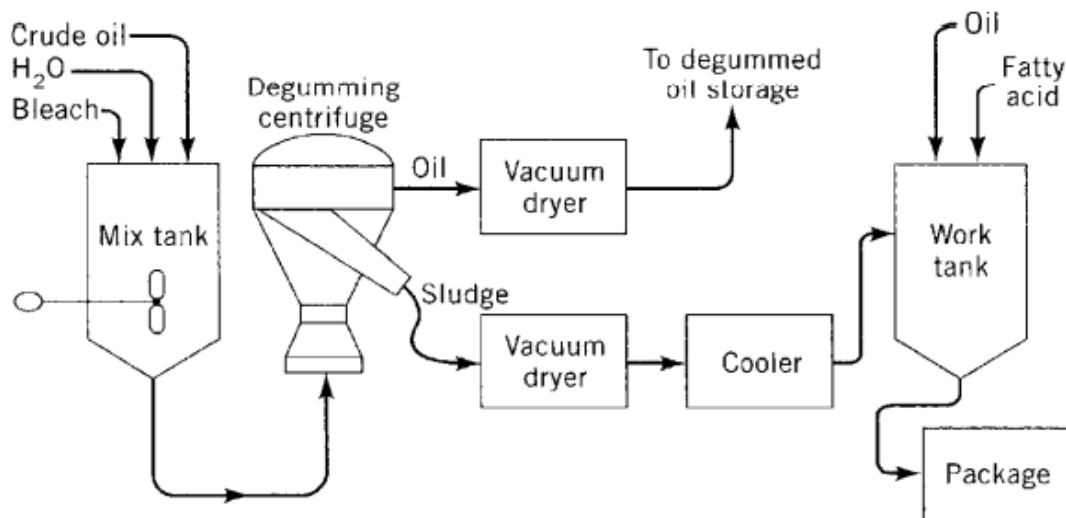 Crude oil
H₂O
Bleach
Mix tank
Degumming
centrifuge
Oil
Sludge
Vacuum
dryer
To degummed
oil storage
Vacuum
dryer
Cooler
Oil
Fatty
acid
Work
tank
Package